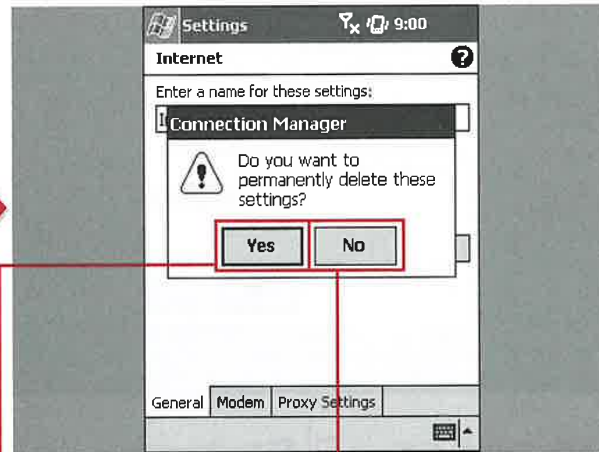 Settings 9:00
Internet
Enter a name for these settings:
I
Connection Manager
Do you want to
permanently delete these
settings?
Yes No
General Modem Proxy Settings